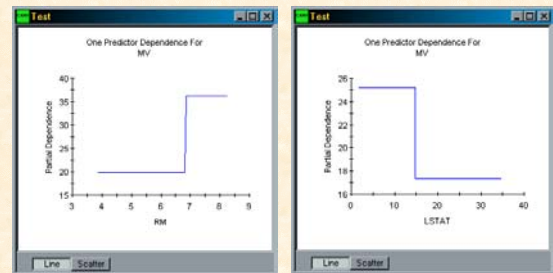 Test
One Predictor Dependence For
MV
Partial Dependence
40
35
30
25
20
15
3 4 5 6 7 8 9
RM
Line Scatter
Test
One Predictor Dependence For
MV
Partial Dependence
26
24
22
20
18
16
0 10 20 30 40
LSTAT
Line Scatter